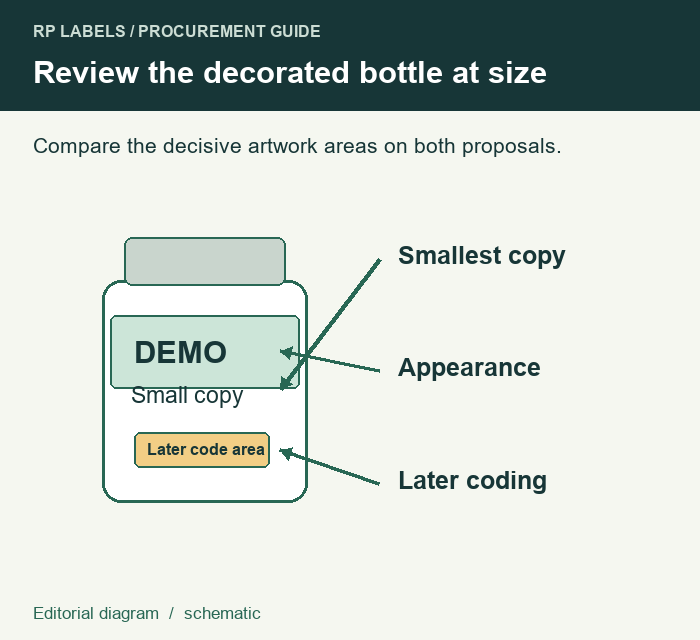 RP LABELS / PROCUREMENT GUIDE
Review the decorated bottle at size
Compare the decisive artwork areas on both proposals.
Smallest copy
DEMO
Appearance
Small copy
Later code area
Later coding
Editorial diagram / schematic